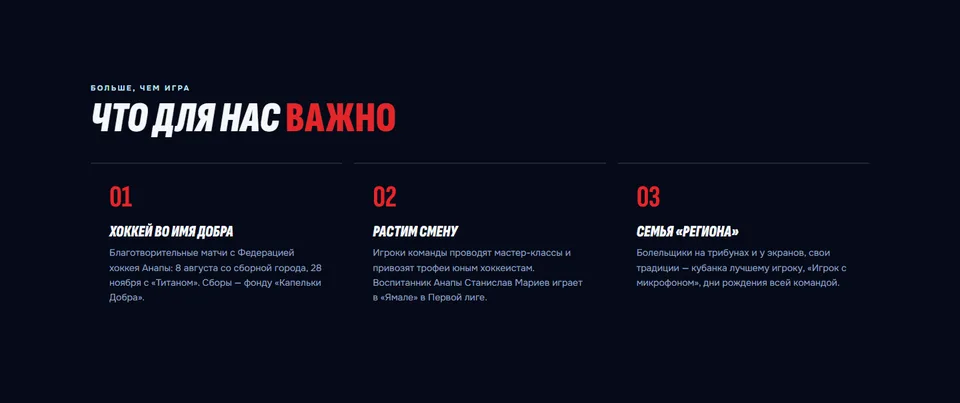 БОЛЬШЕ, ЧЕМ ИГРА
ЧТО ДЛЯ НАС ВАЖНО
01
ХОККЕЙ ВО ИМЯ ДОБРА
Благотворительные матчи с Федерацией
хоккея Анапы: 8 августа со сборной города, 28
ноября с «Титаном». Сборы — фонду «Капельки
Добра».
02
РАСТИМ СМЕНУ
Игроки команды проводят мастер-классы и
привозят трофеи юным хоккеистам.
Воспитанник Анапы Станислав Мариев играет
в «Ямале» в Первой лиге.
03
СЕМЬЯ «РЕГИОНА»
Болельщики на трибунах и у экранов, свои
традиции — кубанка лучшему игроку, «Игрок с
микрофоном», дни рождения всей командой.